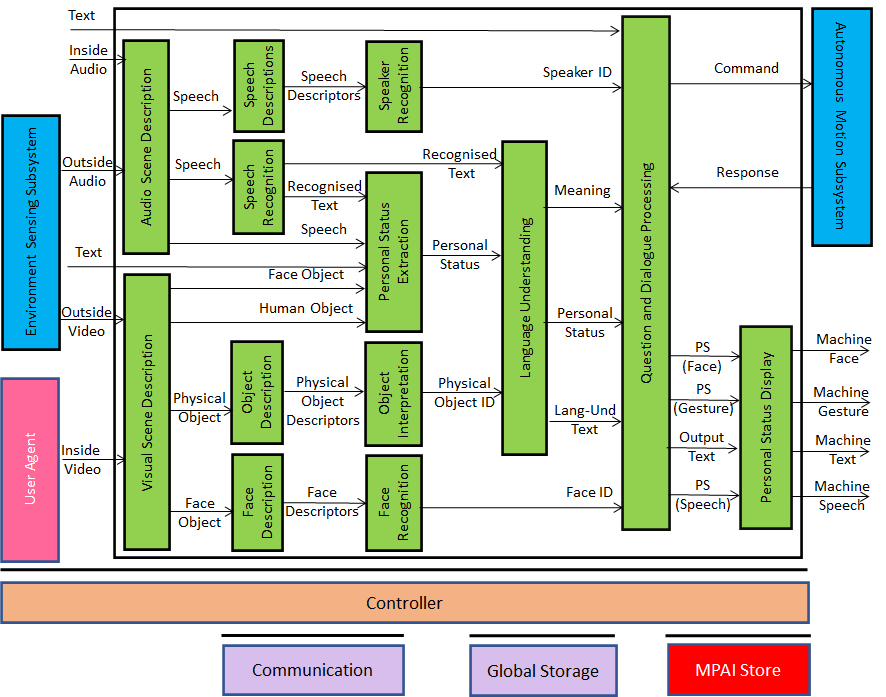 Text
Inside
Audio
Outside
Audio
Text
Outside
Video
Inside
Video
Environment Sensing Subsystem
User Agent
Audio Scene Description
Visual Scene Description
Speech
Speech
Speech
Descriptions
Speech
Descriptors
Speaker
Recognition
Speaker ID
Speech
Recognition
Recognised
Text
Recognised
Text
Speech
Face Object
Human Object
Personal Status
Extraction
Personal
Status
Physical
Object
Object
Description
Physical
Object
Descriptors
Object
Interpretation
Physical
Object ID
Face
Object
Face
Description
Face
Descriptors
Face
Recognition
Face ID
Language Understanding
Meaning
Personal
Status
Lang-Und
Text
Question and Dialogue Processing
Command
Response
Autonomous Motion Subsystem
PS
(Face)
PS
(Gesture)
Output
Text
PS
(Speech)
Personal Status Display
Machine
Face
Machine
Gesture
Machine
Text
Machine
Speech
Controller
Communication
Global Storage
MPAI Store